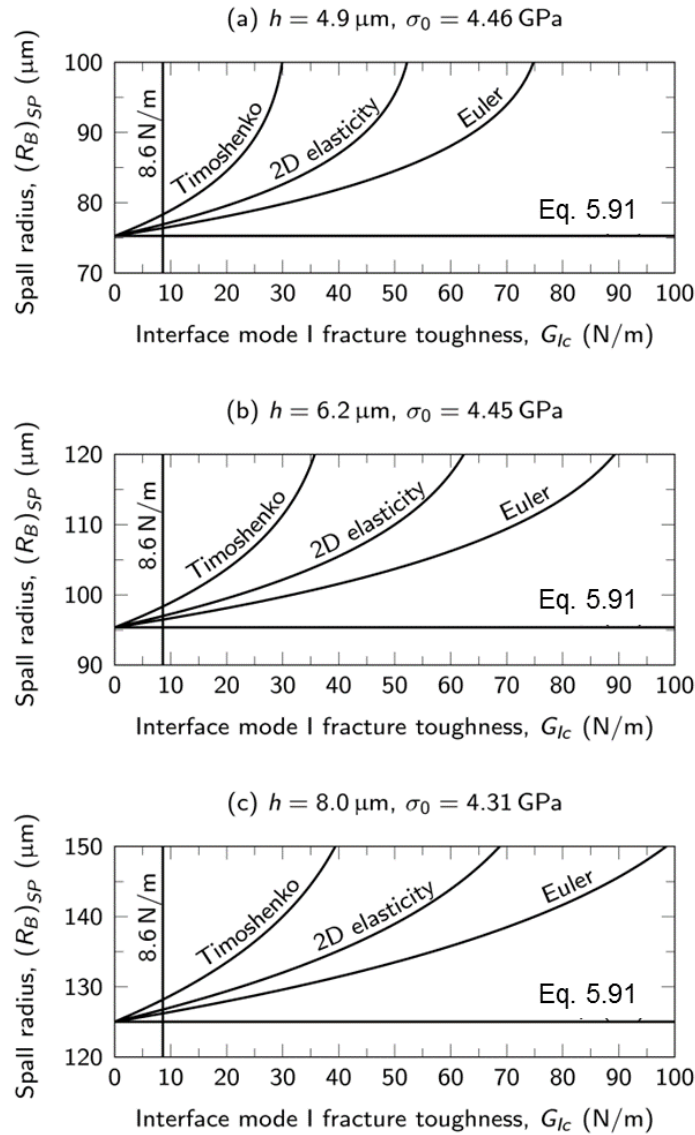 (a) h = 4.9 μm, σ0 = 4.46 GPa
Spall radius, (RB)SP (μm)
100
90
80
70
8.6 N/m
Timoshenko
2D elasticity
Euler
Eq. 5.91
0 10 20 30 40 50 60 70 80 90 100
Interface mode I fracture toughness, GIc (N/m)
(b) h = 6.2 μm, σ0 = 4.45 GPa
Spall radius, (RB)SP (μm)
120
110
100
90
8.6 N/m
Timoshenko
2D elasticity
Euler
Eq. 5.91
0 10 20 30 40 50 60 70 80 90 100
Interface mode I fracture toughness, GIc (N/m)
(c) h = 8.0 μm, σ0 = 4.31 GPa
Spall radius, (RB)SP (μm)
150
140
130
120
8.6 N/m
Timoshenko
2D elasticity
Euler
Eq. 5.91
0 10 20 30 40 50 60 70 80 90 100
Interface mode I fracture toughness, GIc (N/m)